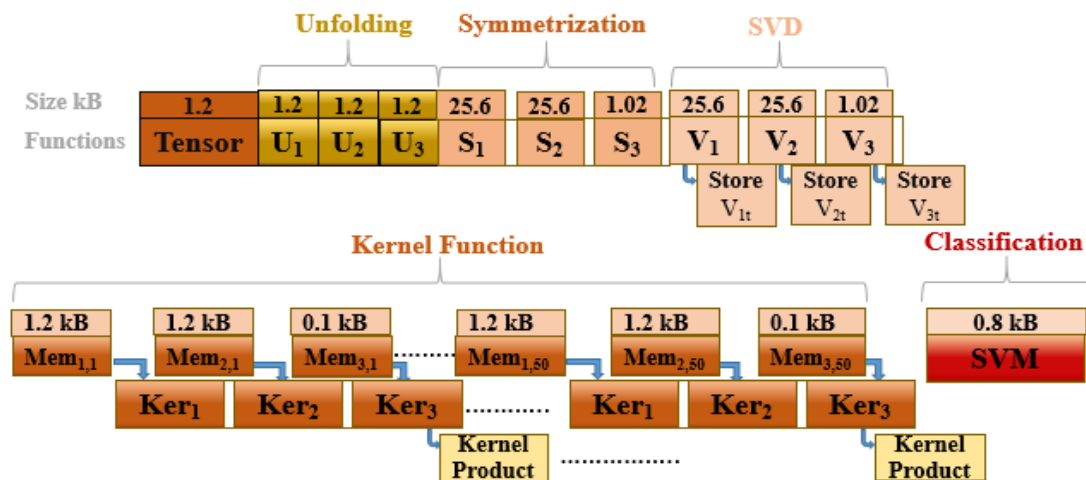 Unfolding Symmetrization SVD
Size kB 1.2 1.2 1.2 1.2 25.6 25.6 1.02 25.6 25.6 1.02
Functions Tensor U1 U2 U3 S1 S2 S3 V1 V2 V3
Store Store Store
V1t V2t V3t
Kernel Function Classification
1.2 kB 1.2 kB 0.1 kB 1.2 kB 1.2 kB 0.1 kB 0.8 kB
Mem1,1 Mem2,1 Mem3,1 ........ Mem1,50 Mem2,50 Mem3,50 SVM
Ker1 Ker2 Ker3 .......... Ker1 Ker2 Ker3
Kernel Kernel
Product .............. Product